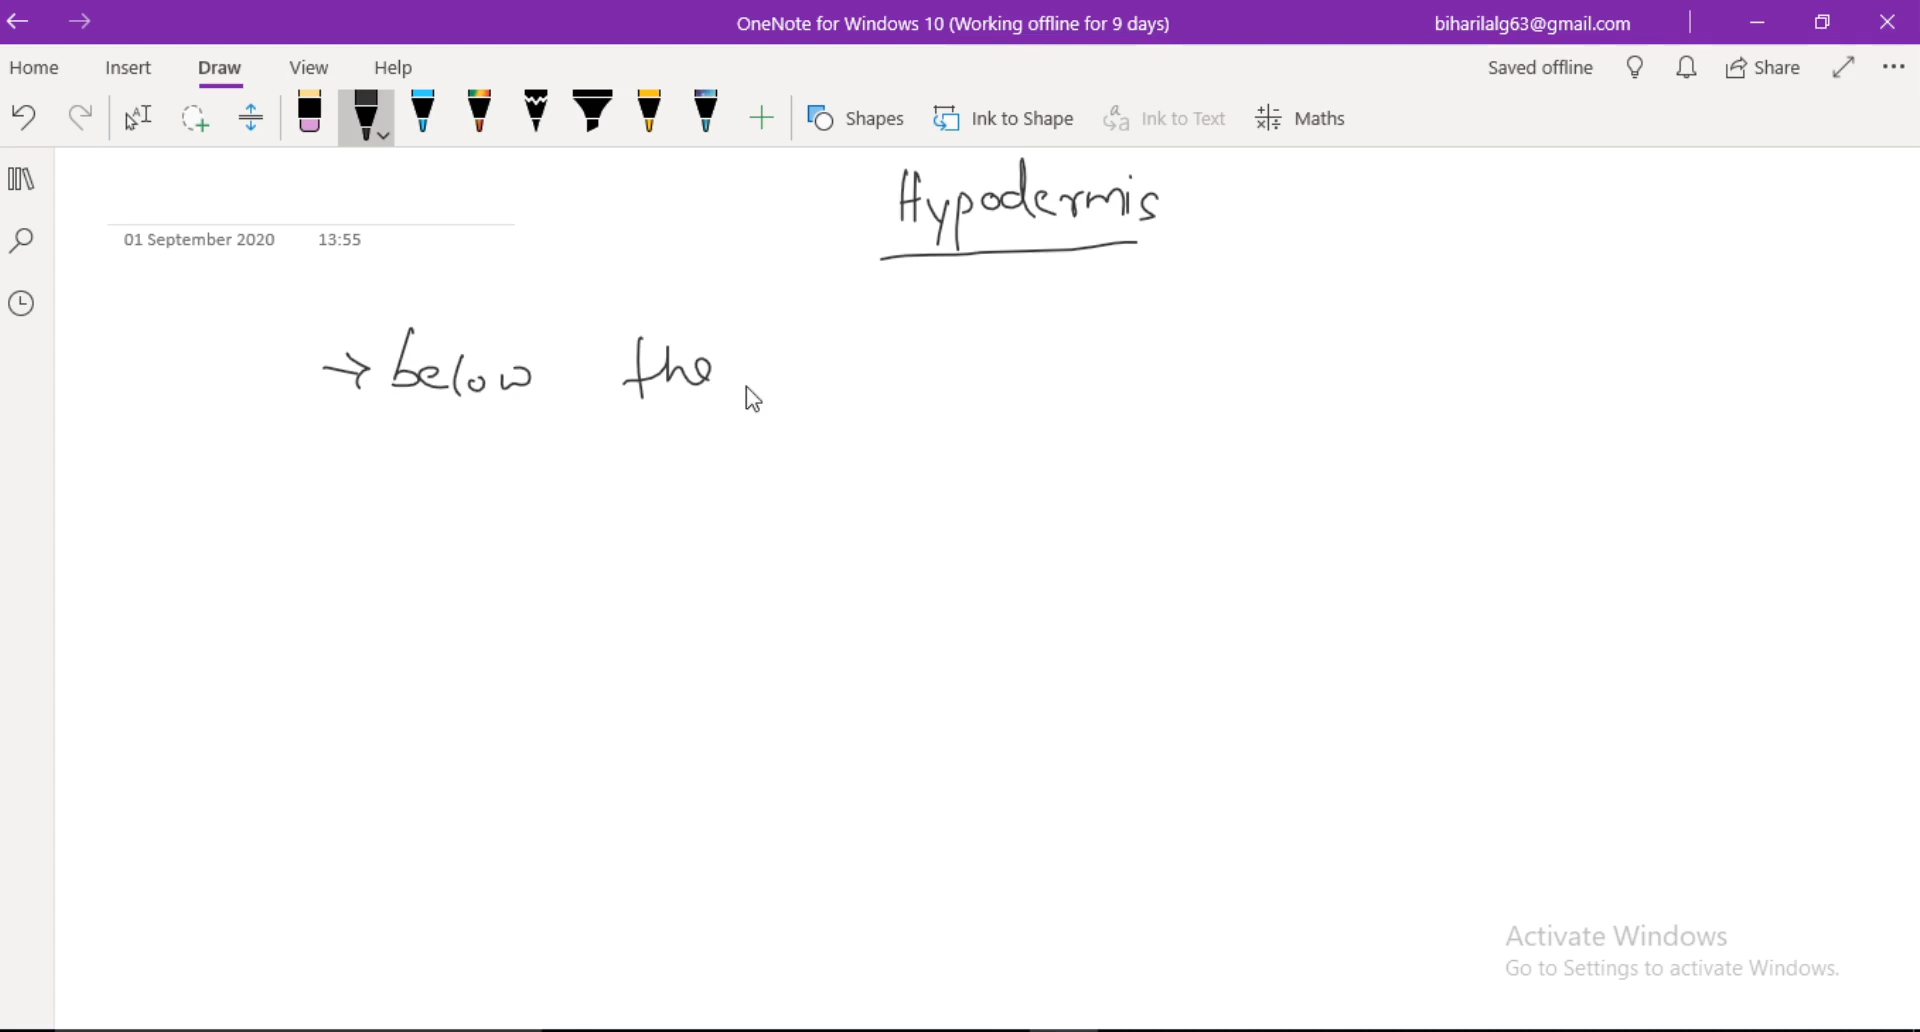 OneNote for Windows 10 (Working offline for 9 days) biharilalg63@gmail.com
Home Insert Draw View Help Saved offline Share
Shapes Ink to Shape Ink to Text Maths
Hypodermis
01 September 2020 13:55
→ below the
Activate Windows
Go to Settings to activate Windows.